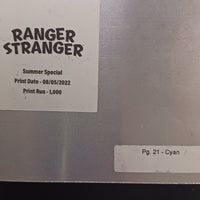 RANGER
STRANGER
Summer Special
Print Date - 08/05/2022
Print Run - 1,000
Pg. 21 - Cyan